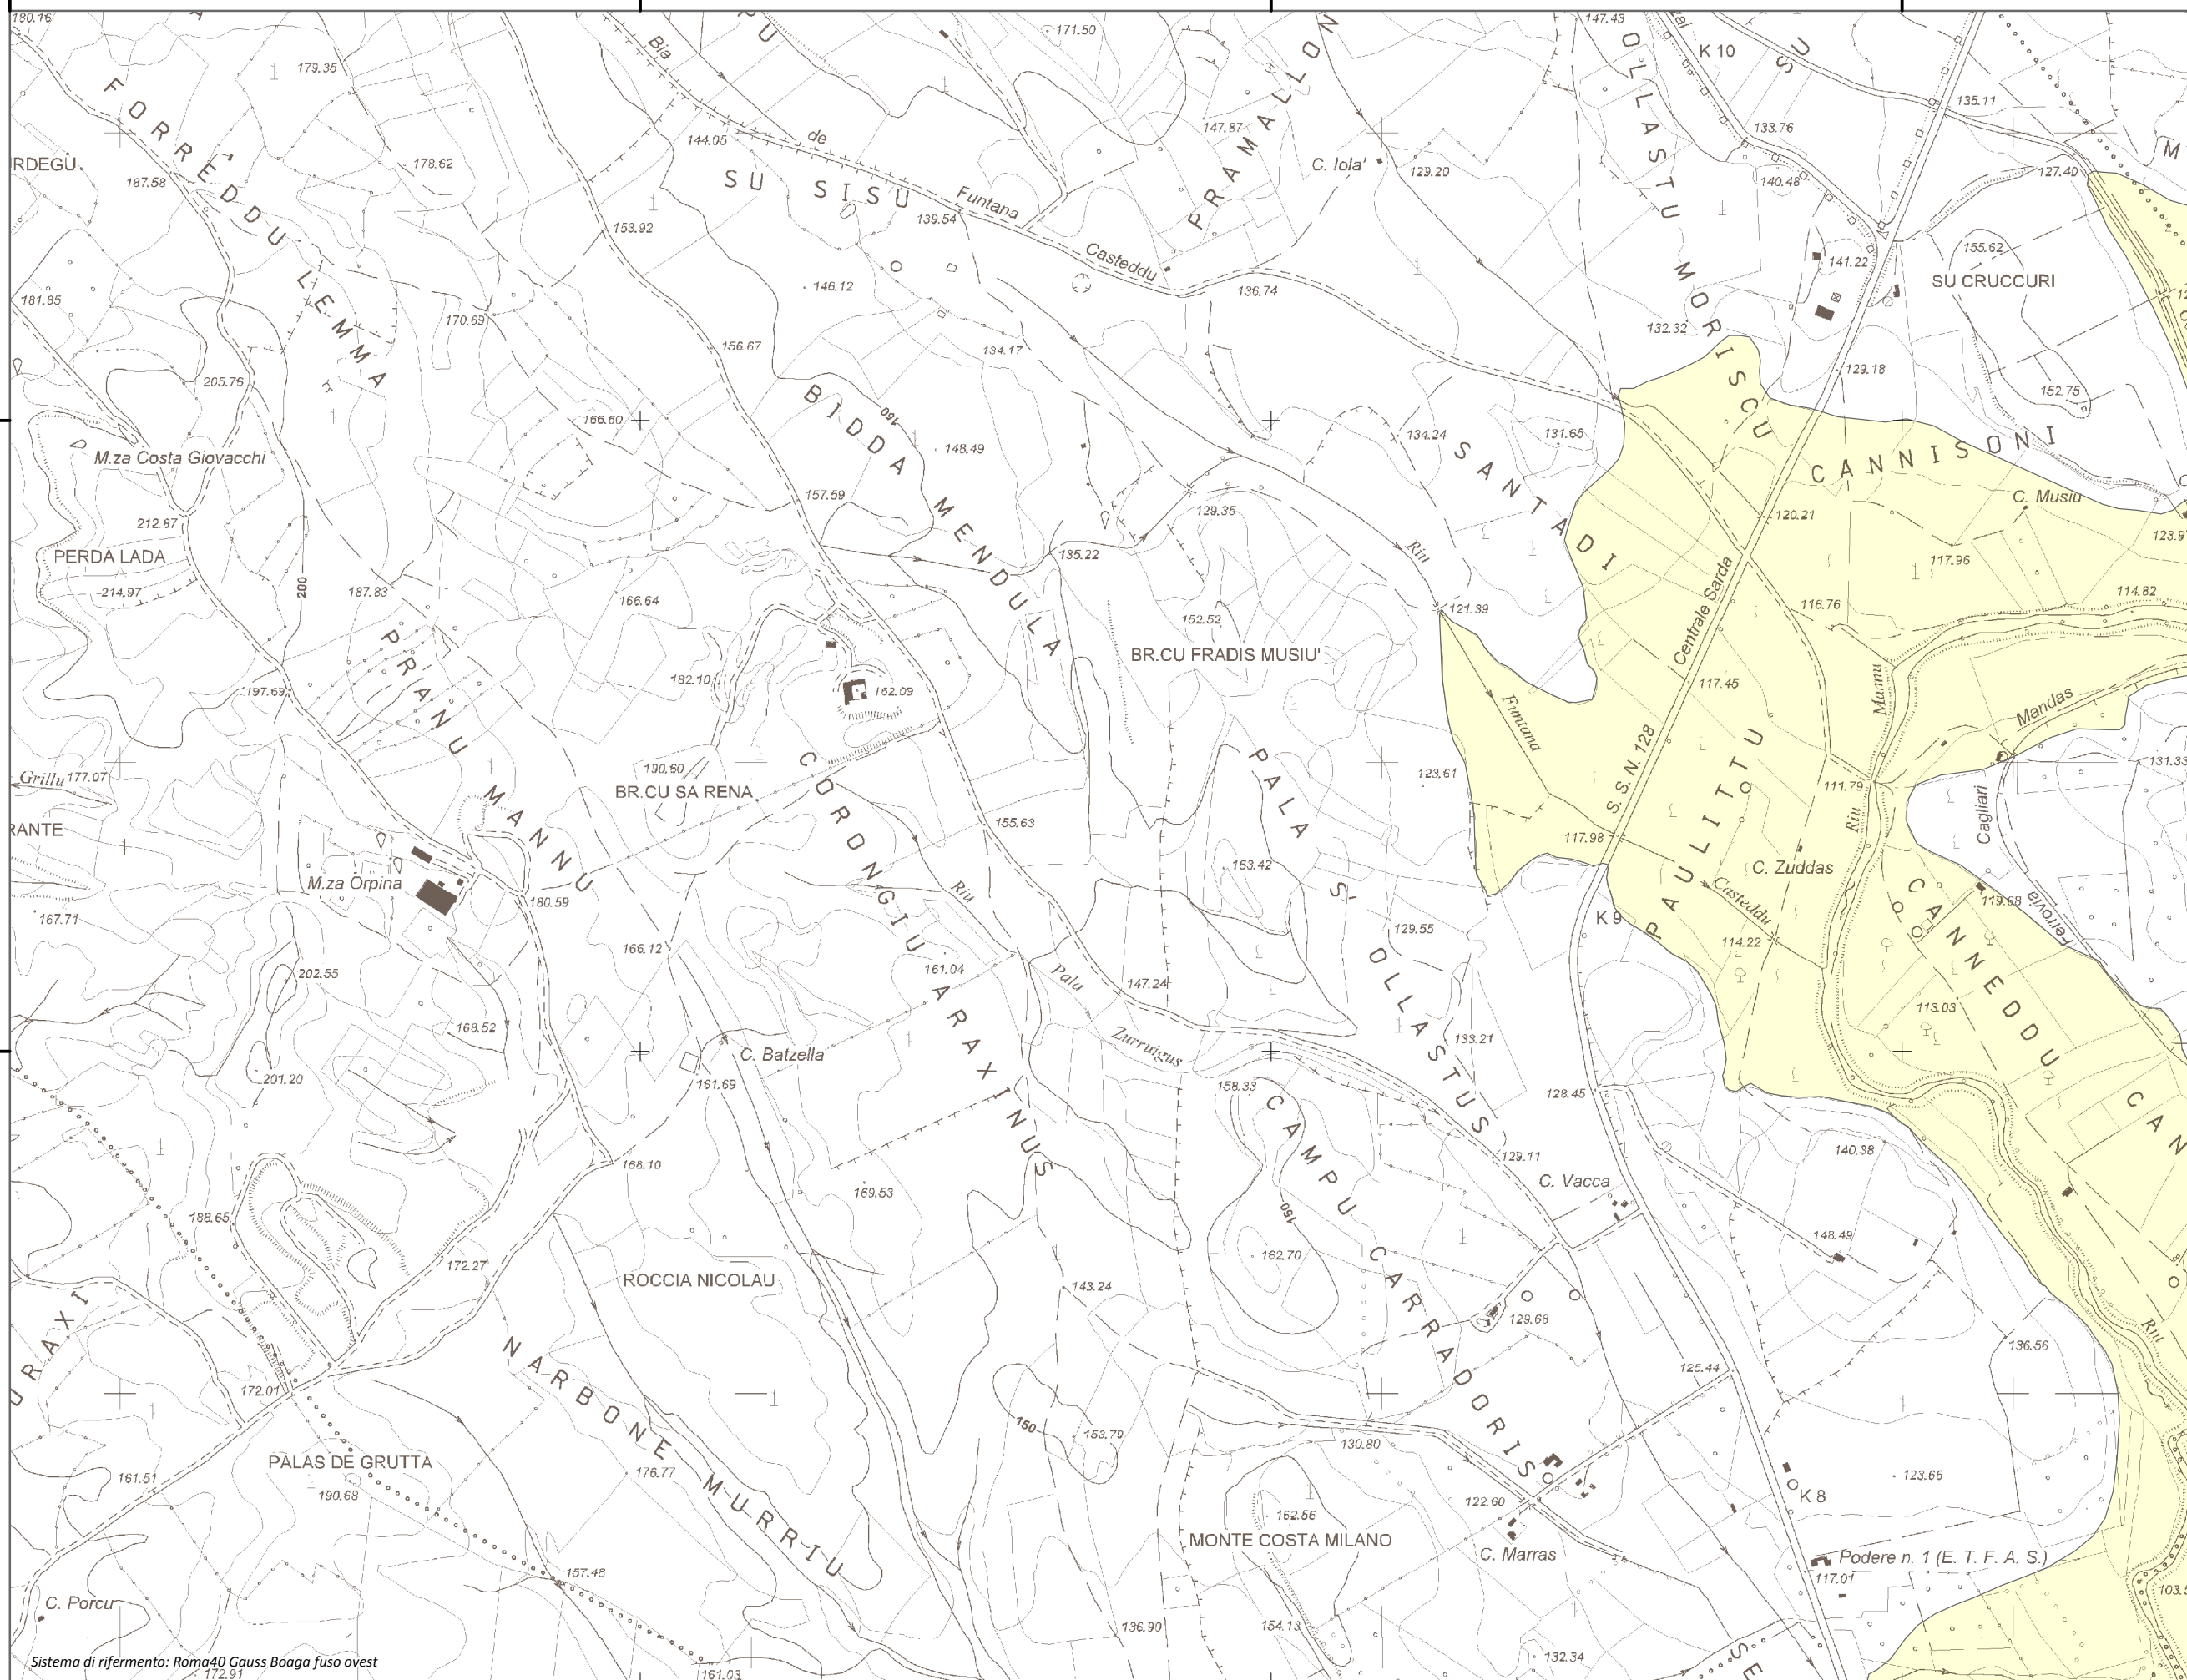 180.16
179.35
171.50
147.43
K 10
Bia
de
Funtana
Casteddu
FORREDDU LEMMA
RDEGU
187.58
178.62
144.05
147.87
PRAMALLON
C. Iola'
129.20
OLLASTU MORISCU
133.76
140.48
135.11
127.40
M
SU
SU SISU
139.54
153.92
181.85
146.12
136.74
141.22
155.62
SU CRUCCURI
170.69
156.67
134.17
132.32
129.18
152.75
205.76
BIDDA MENDULA
150
166.60
148.49
134.24
131.65
SANTADI
CANNISONI
M.za Costa Giovacchi
157.59
129.35
120.21
C. Musiu
212.87
PERDA LADA
214.97
200
187.83
166.64
135.22
Riu
121.39
117.96
123.9
116.76
114.82
152.52
BR.CU FRADIS MUSIU'
Centrale Sarda
PRANU MANNU
197.69
182.10
162.09
117.45
Mannu
Mandas
Funtana
S. S. N. 128
PAULITTU
Grillu
177.07
190.60
BR.CU SA RENA
CORONGIU ARAXINUS
PALA S' OLLASTUS
123.61
111.79
131.33
Cagliari
RANTE
155.63
117.98
Riu
M.za Orpina
180.59
153.42
C. Zuddas
Casteddu
CANNEDDU
119.68
Ferrovia
167.71
K 9
166.12
Riu
161.04
129.55
114.22
202.55
Palu
147.24
113.03
168.52
C. Batzella
Zurruigus
133.21
201.20
161.69
158.33
128.45
CAN
CAMPU CARRADORIS
168.10
129.11
140.38
C. Vacca
169.53
188.65
150
148.49
172.27
162.70
ROCCIA NICOLAU
143.24
129.68
Riu
URAXI
136.56
172.01
125.44
NARBONE MURRIU
150
153.79
130.80
PALAS DE GRUTTA
161.51
190.68
176.77
123.66
K 8
122.60
162.56
MONTE COSTA MILANO
C. Marras
Podere n. 1 (E. T. F. A. S.)
157.46
117.01
103.
C. Porcu
136.90
154.13
132.34
SE
Sistema di rifermento: Roma40 Gauss Boaga fuso ovest
172.91
161.03